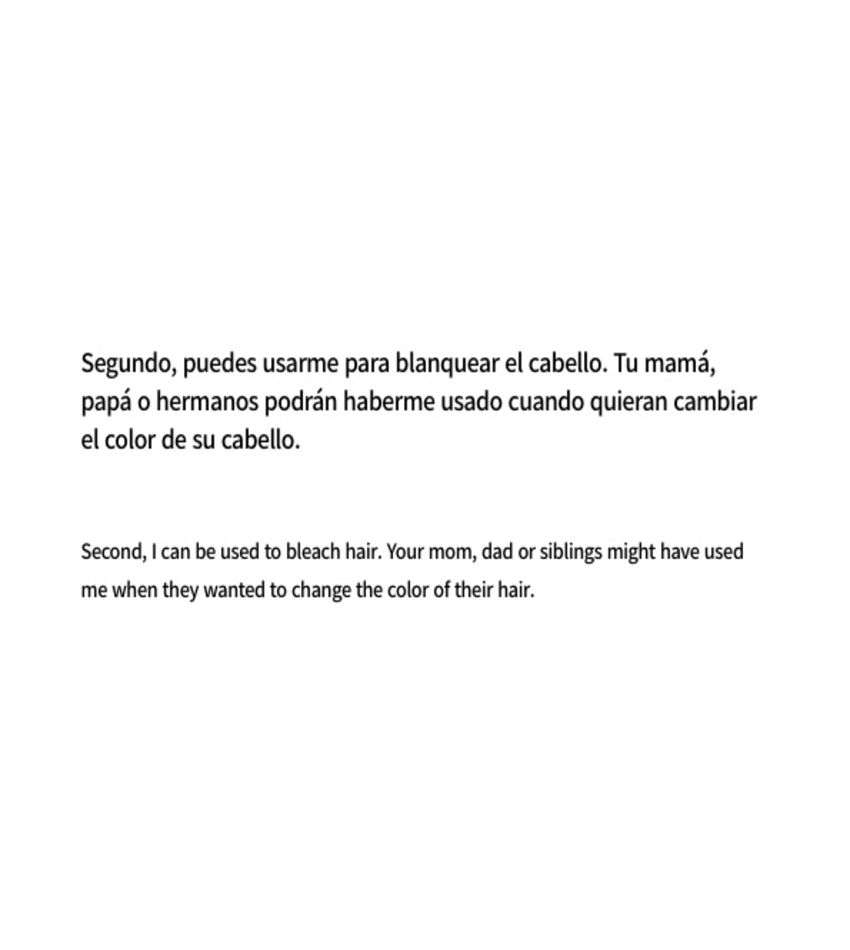 Segundo, puedes usarme para blanquear el cabello. Tu mamá,
papá o hermanos podrán haberme usado cuando quieran cambiar
el color de su cabello.
Second, I can be used to bleach hair. Your mom, dad or siblings might have used
me when they wanted to change the color of their hair.